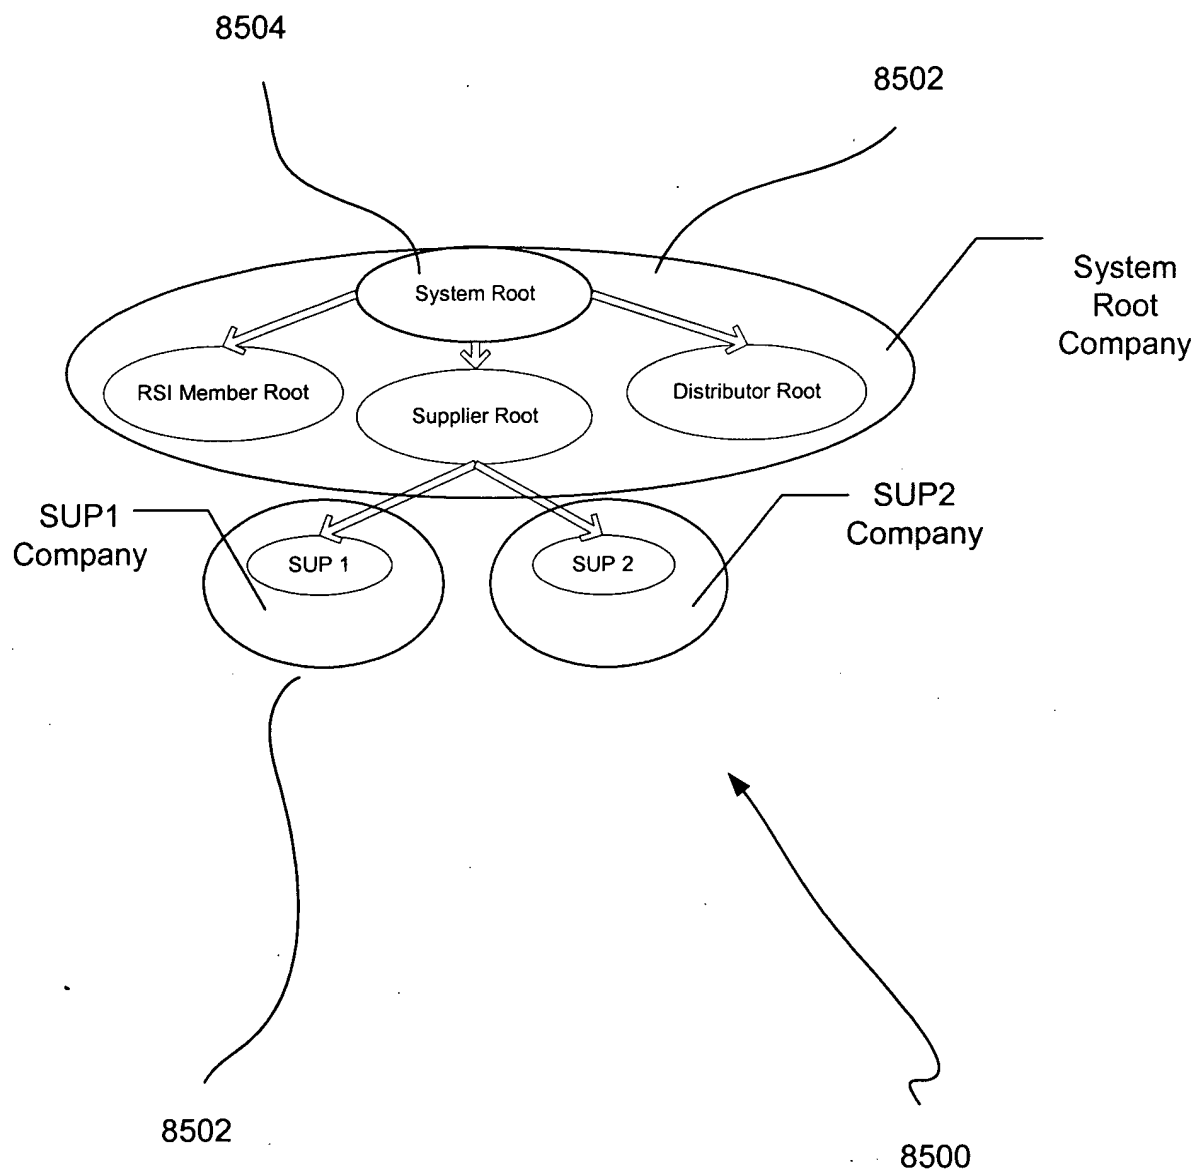 8504
8502
System Root
System
Root
Company
RSI Member Root
Supplier Root
Distributor Root
SUP1
Company
SUP2
Company
SUP 1
SUP 2
8502
8500